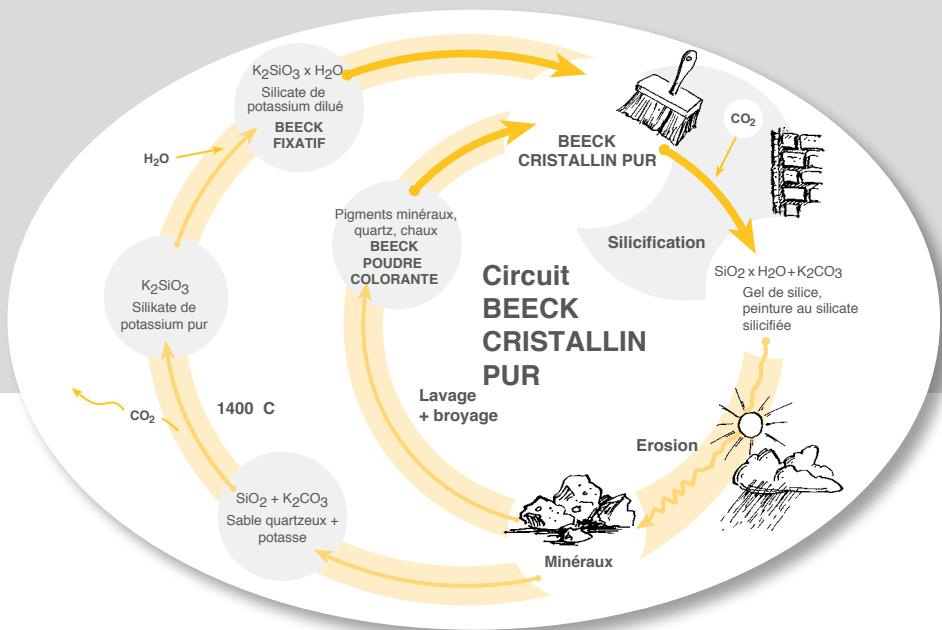 K₂SiO₃ x H₂O
Silicate de
potassium dilué
BEECK
FIXATIF
CO₂
H₂O
BEECK
CRISTALLIN PUR
Pigments minéraux,
quartz, chaux
BEECK
POUDRE
COLORANTE
Silicification
SiO₂ x H₂O + K₂CO₃
Gel de silice,
peinture au silicate
silicifiée
K₂SiO₃
Silikate de
potassium pur
Circuit
BEECK
CRISTALLIN
PUR
Lavage
+ broyage
1400 C
CO₂
Erosion
SiO₂ + K₂CO₃
Sable quartzeux +
potasse
Minéraux